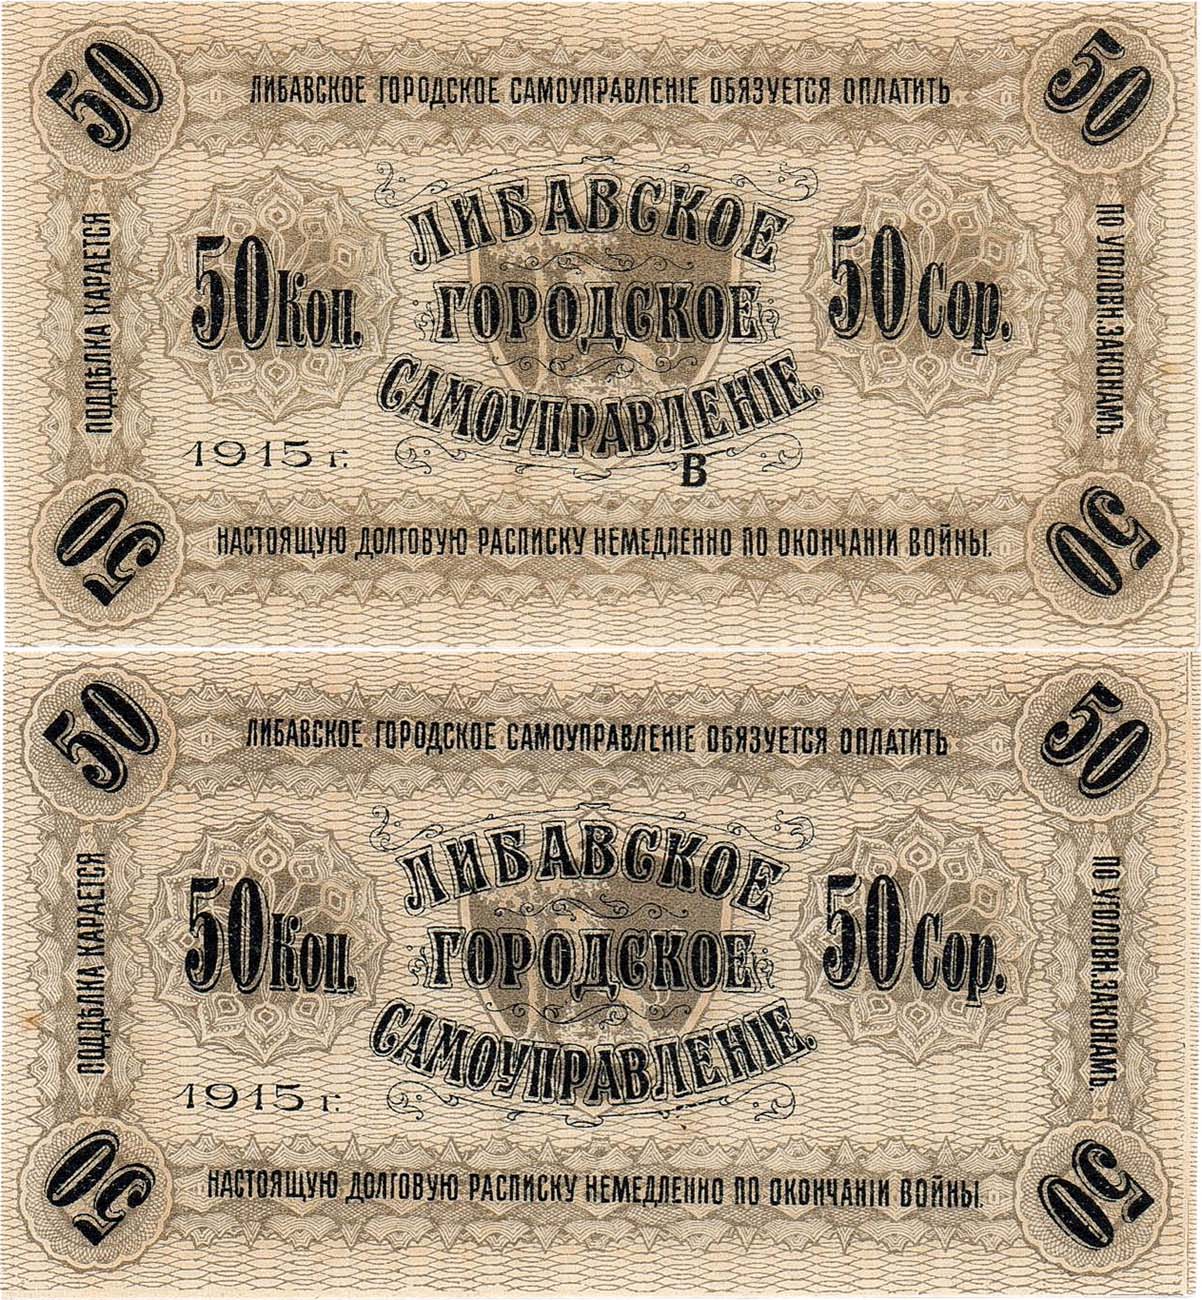 50
50
ЛИБАВСКОЕ ГОРОДСКОЕ САМОУПРАВЛЕНІЕ ОБЯЗУЕТСЯ ОПЛАТИТЬ
ПОДДѢЛКА КАРАЕТСЯ
ЛИБАВСКОЕ
ГОРОДСКОЕ
САМОУПРАВЛЕНІЕ.
50 Коп.
50 Сор.
ПО УГОЛОВН. ЗАКОНАМЪ.
1915 г.
В
НАСТОЯЩУЮ ДОЛГОВУЮ РАСПИСКУ НЕМЕДЛЕННО ПО ОКОНЧАНІИ ВОЙНЫ.
50
50
50
50
ЛИБАВСКОЕ ГОРОДСКОЕ САМОУПРАВЛЕНІЕ ОБЯЗУЕТСЯ ОПЛАТИТЬ
ПОДДѢЛКА КАРАЕТСЯ
ЛИБАВСКОЕ
ГОРОДСКОЕ
САМОУПРАВЛЕНІЕ.
50 Коп.
50 Сор.
ПО УГОЛОВН. ЗАКОНАМЪ.
1915 г.
НАСТОЯЩУЮ ДОЛГОВУЮ РАСПИСКУ НЕМЕДЛЕННО ПО ОКОНЧАНІИ ВОЙНЫ.
50
50